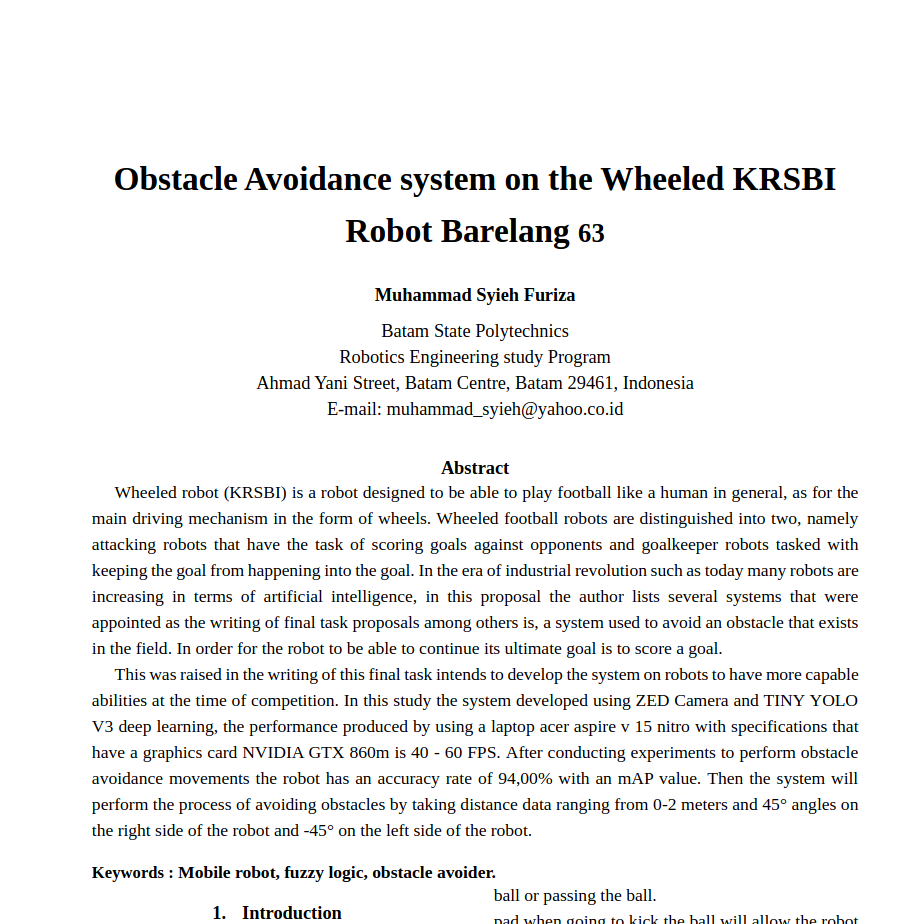 Obstacle Avoidance system on the Wheeled KRSBI
Robot Barelang 63
Muhammad Syieh Furiza
Batam State Polytechnics
Robotics Engineering study Program
Ahmad Yani Street, Batam Centre, Batam 29461, Indonesia
E-mail: muhammad_syieh@yahoo.co.id
Abstract
Wheeled robot (KRSBI) is a robot designed to be able to play football like a human in general, as for the
main driving mechanism in the form of wheels. Wheeled football robots are distinguished into two, namely
attacking robots that have the task of scoring goals against opponents and goalkeeper robots tasked with
keeping the goal from happening into the goal. In the era of industrial revolution such as today many robots are
increasing in terms of artificial intelligence, in this proposal the author lists several systems that were
appointed as the writing of final task proposals among others is, a system used to avoid an obstacle that exists
in the field. In order for the robot to be able to continue its ultimate goal is to score a goal.
This was raised in the writing of this final task intends to develop the system on robots to have more capable
abilities at the time of competition. In this study the system developed using ZED Camera and TINY YOLO
V3 deep learning, the performance produced by using a laptop acer aspire v 15 nitro with specifications that
have a graphics card NVIDIA GTX 860m is 40 - 60 FPS. After conducting experiments to perform obstacle
avoidance movements the robot has an accuracy rate of 94,00% with an mAP value. Then the system will
perform the process of avoiding obstacles by taking distance data ranging from 0-2 meters and 45° angles on
the right side of the robot and -45° on the left side of the robot.
Keywords : Mobile robot, fuzzy logic, obstacle avoider.
1. Introduction
ball or passing the ball.
pad when going to kick the ball will allow the robot